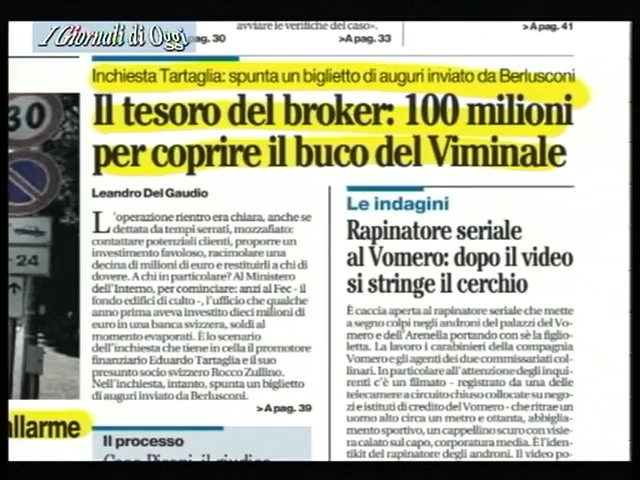 I Giornali di Oggi
ag. 30
avviare le verifiche del caso».
>A pag. 33
>A pag. 41
Inchiesta Tartaglia: spunta un biglietto di auguri inviato da Berlusconi
Il tesoro del broker: 100 milioni
per coprire il buco del Viminale
Leandro Del Gaudio
L'operazione rientro era chiara, anche se
dettata da tempi serrati, mozzafiato:
contattare potenziali clienti, proporre un
investimento favoloso, racimolare una
decina di milioni di euro e restituirli a chi di
dovere. A chi in particolare? Al Ministero
dell'Interno, per cominciare: anzi al Fec - il
fondo edifici di culto -, l'ufficio che qualche
anno prima aveva investito dieci milioni di
euro in una banca svizzera, soldi al
momento evaporati. È lo scenario
dell'inchiesta che tiene in cella il promotore
finanziario Eduardo Tartaglia e il suo
presunto socio svizzero Rocco Zullino.
Nell'inchiesta, intanto, spunta un biglietto
di auguri inviato da Berlusconi.
>A pag. 39
Le indagini
Rapinatore seriale
al Vomero: dopo il video
si stringe il cerchio
È caccia aperta al rapinatore seriale che mette
a segno colpi negli androni del palazzi del Vo-
mero e dell'Arenella portando con sè la figlio-
letta. La lavoro i carabinieri della compagnia
Vomero e gli agenti dei due commissariati col-
linari. In particolare all'attenzione degli inqui-
renti c'è un filmato - registrato da una delle
telecamere a circuito chiuso collocate su nego-
zi e istituti di credito del Vomero - che ritrae un
uomo alto circa un metro e ottanta, abbiglia-
mento sportivo, un cappellino scuro con visie-
ra calato sul capo, corporatura media. È l'iden-
tikit del rapinatore degli androni. Il video po-
30
24
allarme
Il processo